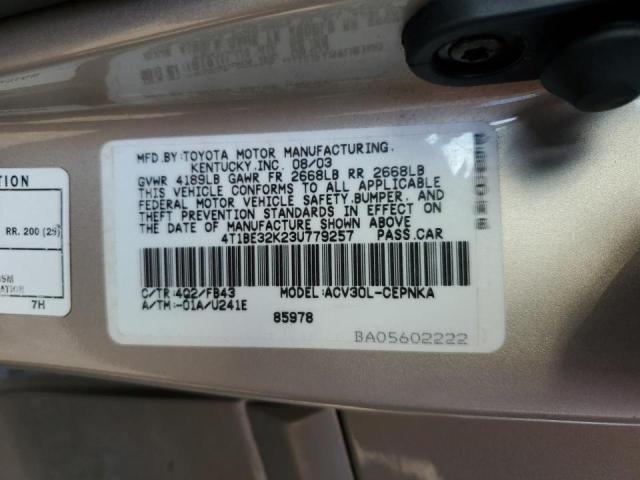 MFD.BY:TOYOTA MOTOR MANUFACTURING.
KENTUCKY.INC. 08/03
GVWR 4189LB GAWR FR 2668LB RR 2668LB
THIS VEHICLE CONFORMS TO ALL APPLICABLE
FEDERAL MOTOR VEHICLE SAFETY.BUMPER. AND
THEFT PREVENTION STANDARDS IN EFFECT ON
THE DATE OF MANUFACTURE SHOWN ABOVE
4T1BE32K23U779257 PASS.CAR
C/TR:4Q2/FB43 MODEL:ACV30L-CEPNKA
A/TM:-01A/U241E
85978
BA05602222
RR. 200 (29)
7H